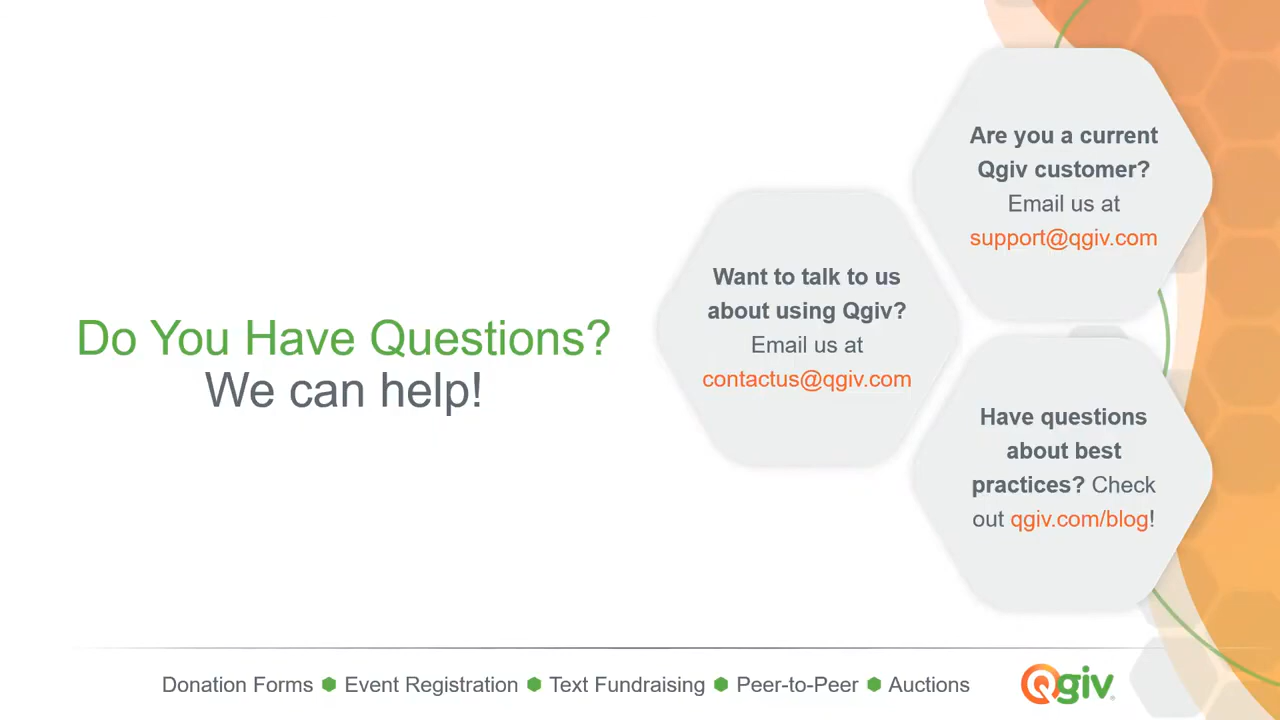 Do You Have Questions?
We can help!
Want to talk to us
about using Qgiv?
Email us at
contactus@qgiv.com
Are you a current
Qgiv customer?
Email us at
support@qgiv.com
Have questions
about best
practices? Check
out qgiv.com/blog!
Donation Forms ⬢ Event Registration ⬢ Text Fundraising ⬢ Peer-to-Peer ⬢ Auctions
Qgiv